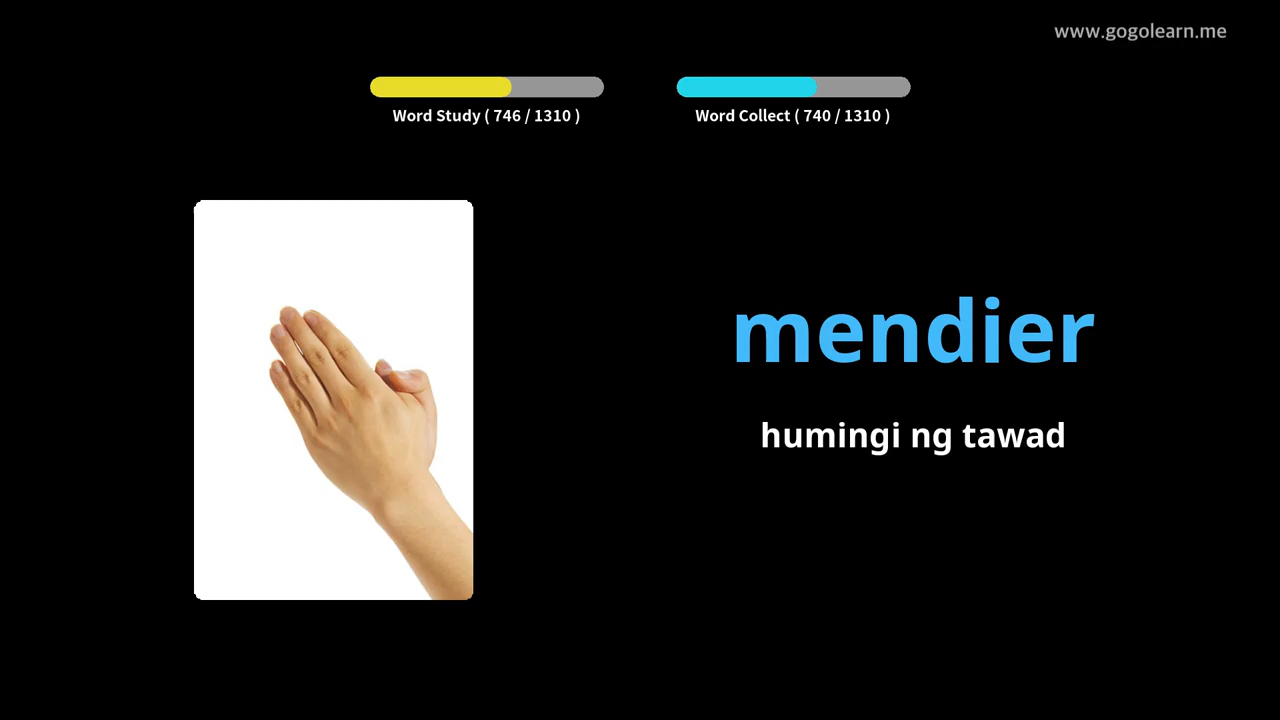 www.gogolearn.me
Word Study ( 746 / 1310 )
Word Collect ( 740 / 1310 )
mendier
humingi ng tawad